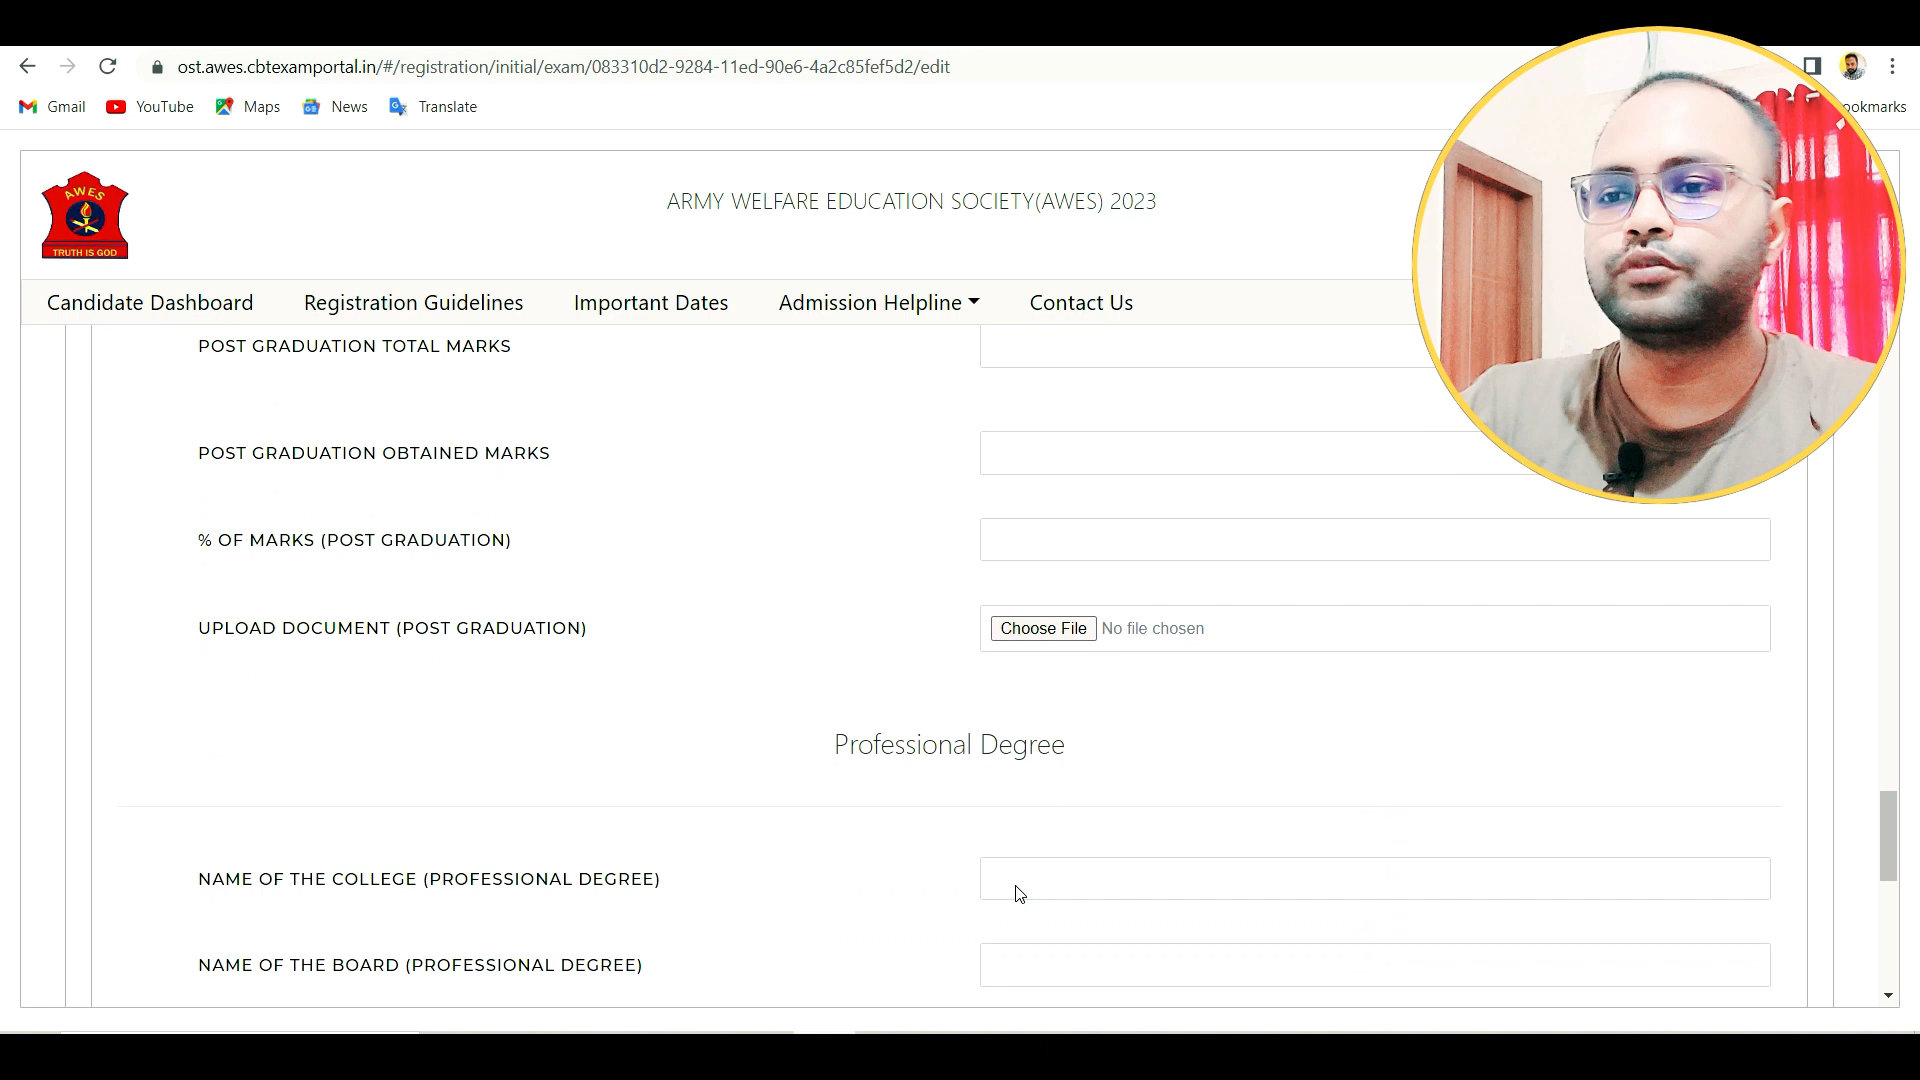 ost.awes.cbtexamportal.in/#/registration/initial/exam/083310d2-9284-11ed-90e6-4a2c85fef5d2/edit
Gmail YouTube Maps News Translate ookmarks
AWES
TRUTH IS GOD
ARMY WELFARE EDUCATION SOCIETY(AWES) 2023
Candidate Dashboard Registration Guidelines Important Dates Admission Helpline Contact Us
POST GRADUATION TOTAL MARKS
POST GRADUATION OBTAINED MARKS
% OF MARKS (POST GRADUATION)
UPLOAD DOCUMENT (POST GRADUATION) Choose File No file chosen
Professional Degree
NAME OF THE COLLEGE (PROFESSIONAL DEGREE)
NAME OF THE BOARD (PROFESSIONAL DEGREE)